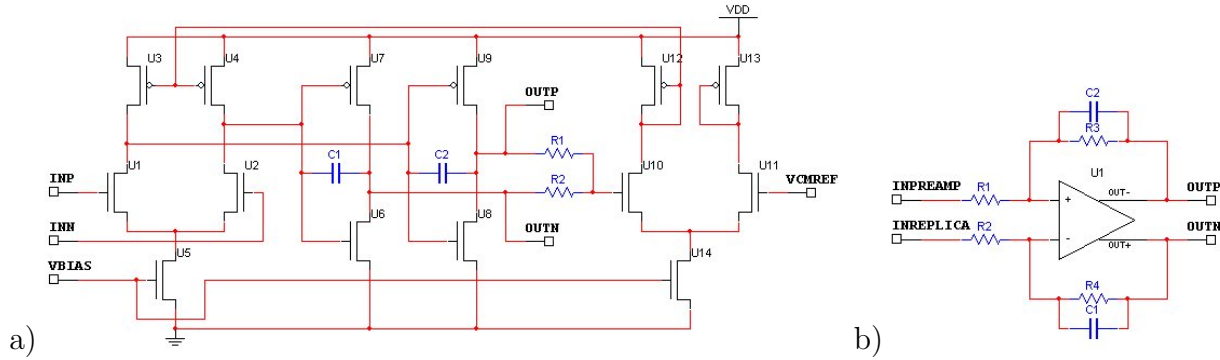 VDD
U3
U4
U7
U9
U12
U13
OUTP
R1
C1
C2
U1
U2
U10
U11
INP
R2
VCMREF
INN
U6
U8
OUTN
U5
VBIAS
U14
a)
C2
R3
U1
INPREAMP
R1
+
OUT-
OUTP
INREPLICA
R2
-
OUT+
OUTN
R4
C1
b)